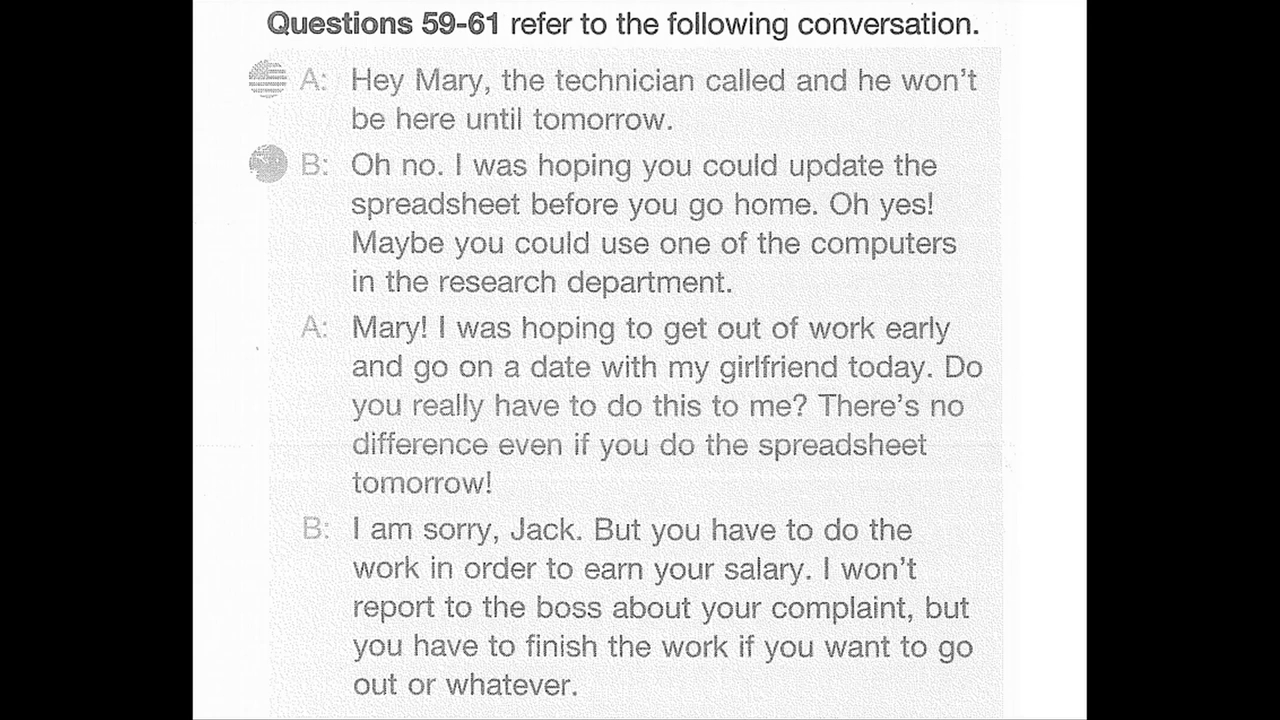 Questions 59-61 refer to the following conversation.
A: Hey Mary, the technician called and he won't
be here until tomorrow.
B: Oh no. I was hoping you could update the
spreadsheet before you go home. Oh yes!
Maybe you could use one of the computers
in the research department.
A: Mary! I was hoping to get out of work early
and go on a date with my girlfriend today. Do
you really have to do this to me? There's no
difference even if you do the spreadsheet
tomorrow!
B: I am sorry, Jack. But you have to do the
work in order to earn your salary. I won't
report to the boss about your complaint, but
you have to finish the work if you want to go
out or whatever.